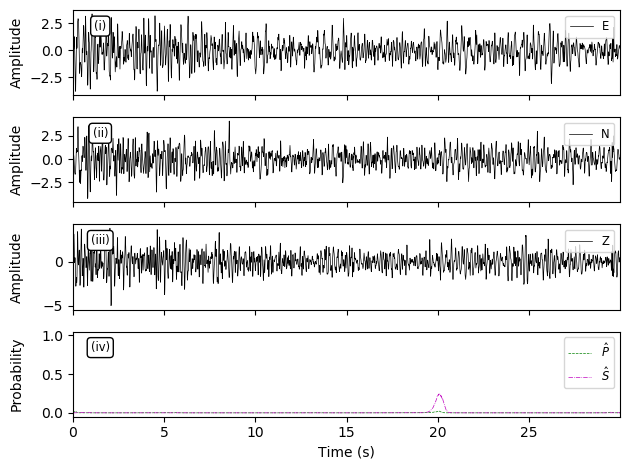 Amplitude
2.5
0.0
−2.5
(i)
E
Amplitude
2.5
0.0
−2.5
(ii)
N
Amplitude
0
−5
(iii)
Z
Probability
1.0
0.5
0.0
(iv)
P̂
Ŝ
0 5 10 15 20 25
Time (s)